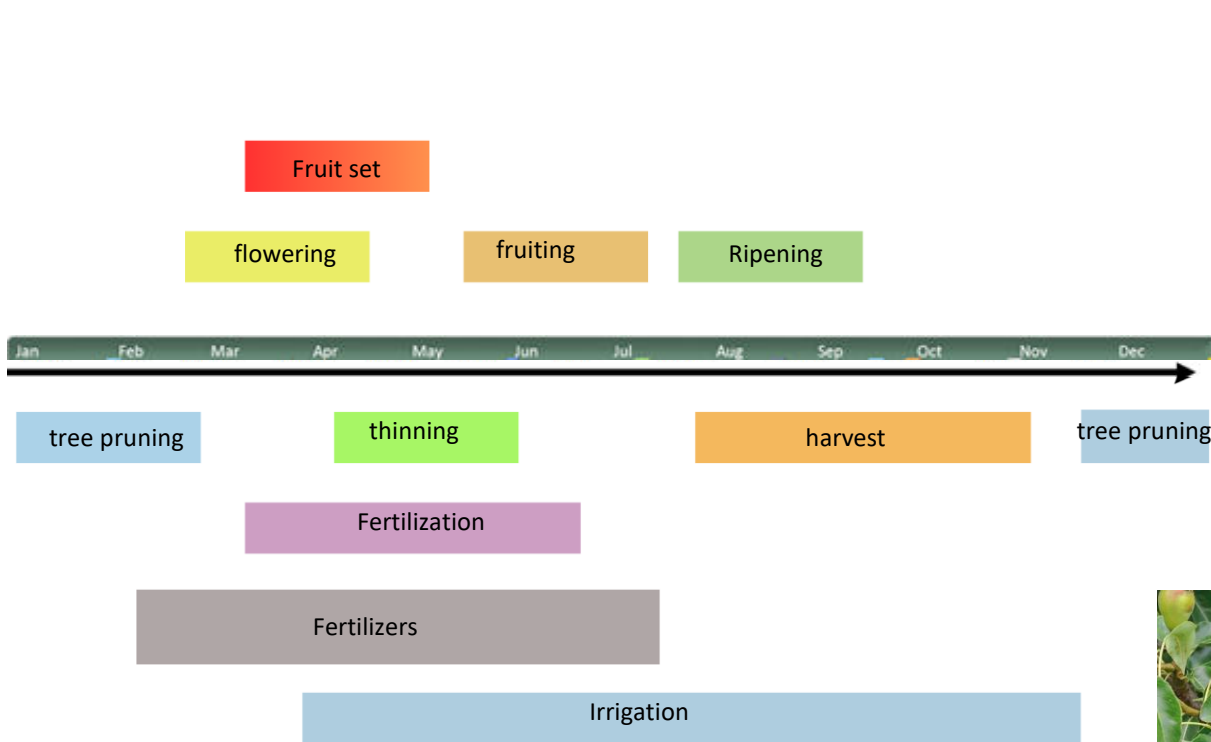 Fruit set
flowering fruiting Ripening
Jan Feb Mar Apr May Jun Jul Aug Sep Oct Nov Dec
tree pruning thinning harvest tree pruning
Fertilization
Fertilizers
Irrigation